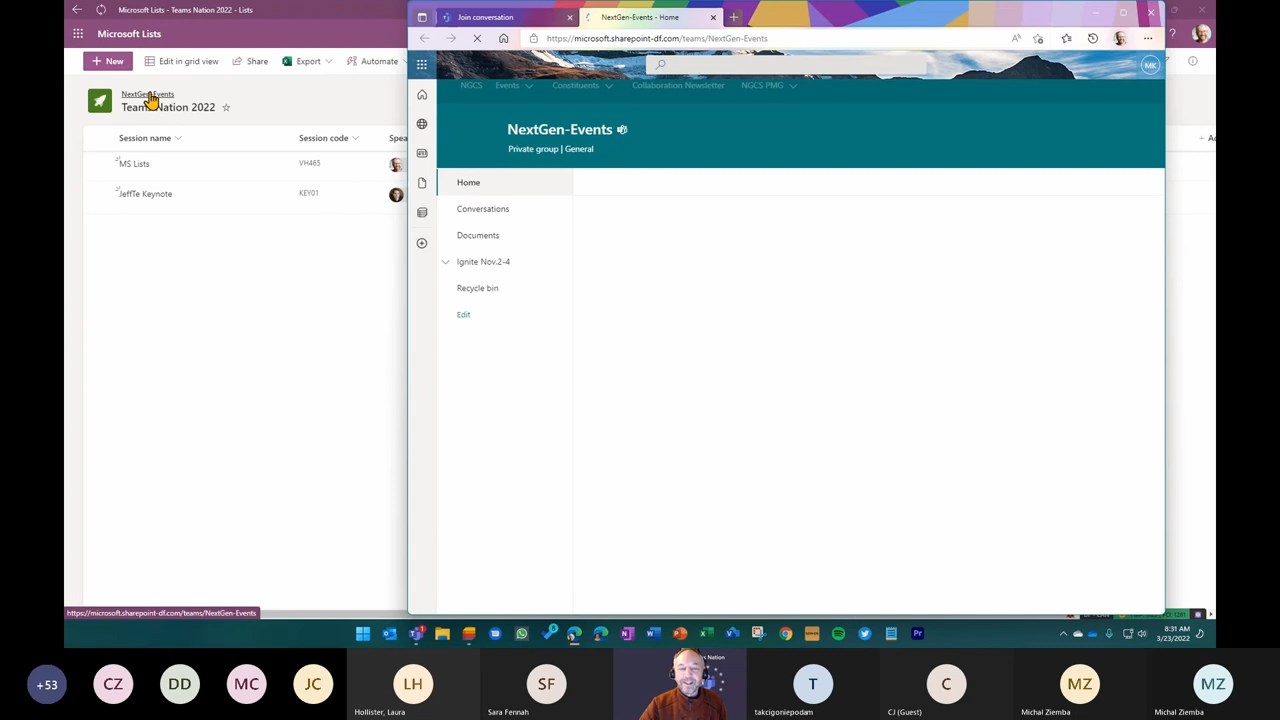 Microsoft Lists - Teams Nation 2022 - Lists
Microsoft Lists
New
Edit in grid view
Share
Export
Automate
NextGen-Events
Teams Nation 2022
Session name
Session code
Spea
MS Lists
VH465
JeffTe Keynote
KEY01
Join conversation
NextGen-Events - Home
https://microsoft.sharepoint-df.com/teams/NextGen-Events
MK
NGCS
Events
Constituents
Collaboration Newsletter
NGCS PMG
NextGen-Events
Private group | General
Home
Conversations
Documents
Ignite Nov.2-4
Recycle bin
Edit
https://microsoft.sharepoint-df.com/teams/NextGen-Events
8:31 AM
3/23/2022
+53
CZ
DD
MC
JC
LH
Hollister, Laura
SF
Sara Fennah
T
takcigoniepodam
C
CJ (Guest)
MZ
Michal Ziemba
MZ
Michal Ziemba